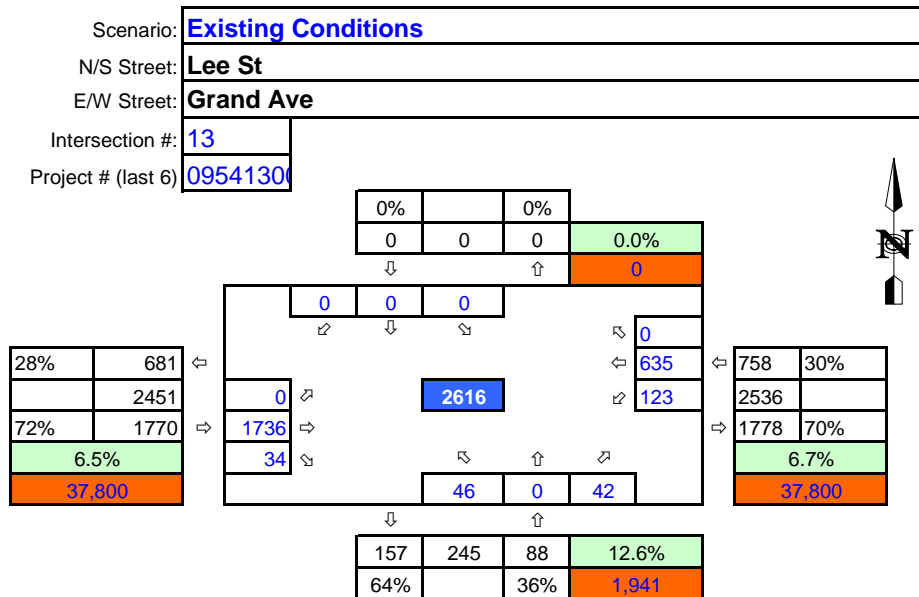 Scenario: Existing Conditions
N/S Street: Lee St
E/W Street: Grand Ave
Intersection #: 13
Project # (last 6) 09541300
N
0% 0%
0 0 0 0.0%
⇩ ⇧ 0
0 0 0
⬃ ⇩ ⬂ ⬁ 0
28% 681 ⇦ ⇦ 635 ⇦ 758 30%
2451 0 ⬀ 2616 ⬃ 123 2536
72% 1770 ⇨ 1736 ⇨ ⇨ 1778 70%
6.5% 34 ⬂ ⬁ ⇧ ⬀ 6.7%
37,800 46 0 42 37,800
⇩ ⇧
157 245 88 12.6%
64% 36% 1,941